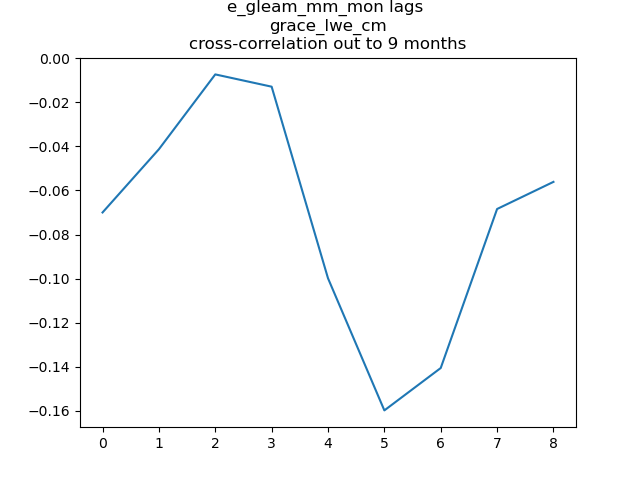 e_gleam_mm_mon lags
grace_lwe_cm
cross-correlation out to 9 months
0.00
−0.02
−0.04
−0.06
−0.08
−0.10
−0.12
−0.14
−0.16
0 1 2 3 4 5 6 7 8